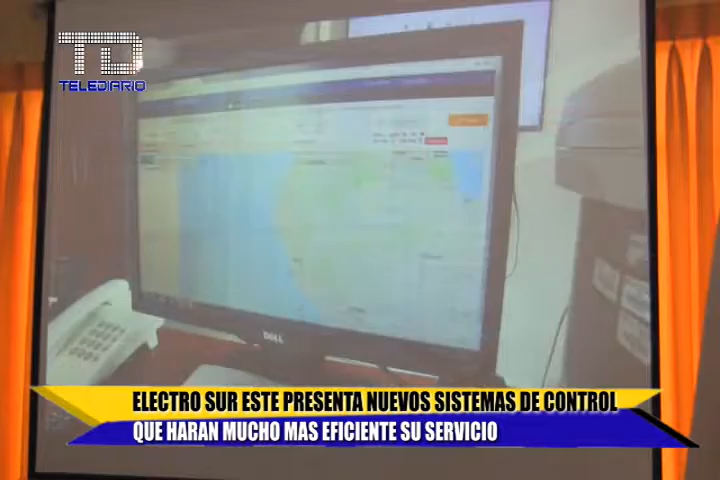 TD
TELEDIARIO
DELL
ELECTRO SUR ESTE PRESENTA NUEVOS SISTEMAS DE CONTROL
QUE HARAN MUCHO MAS EFICIENTE SU SERVICIO